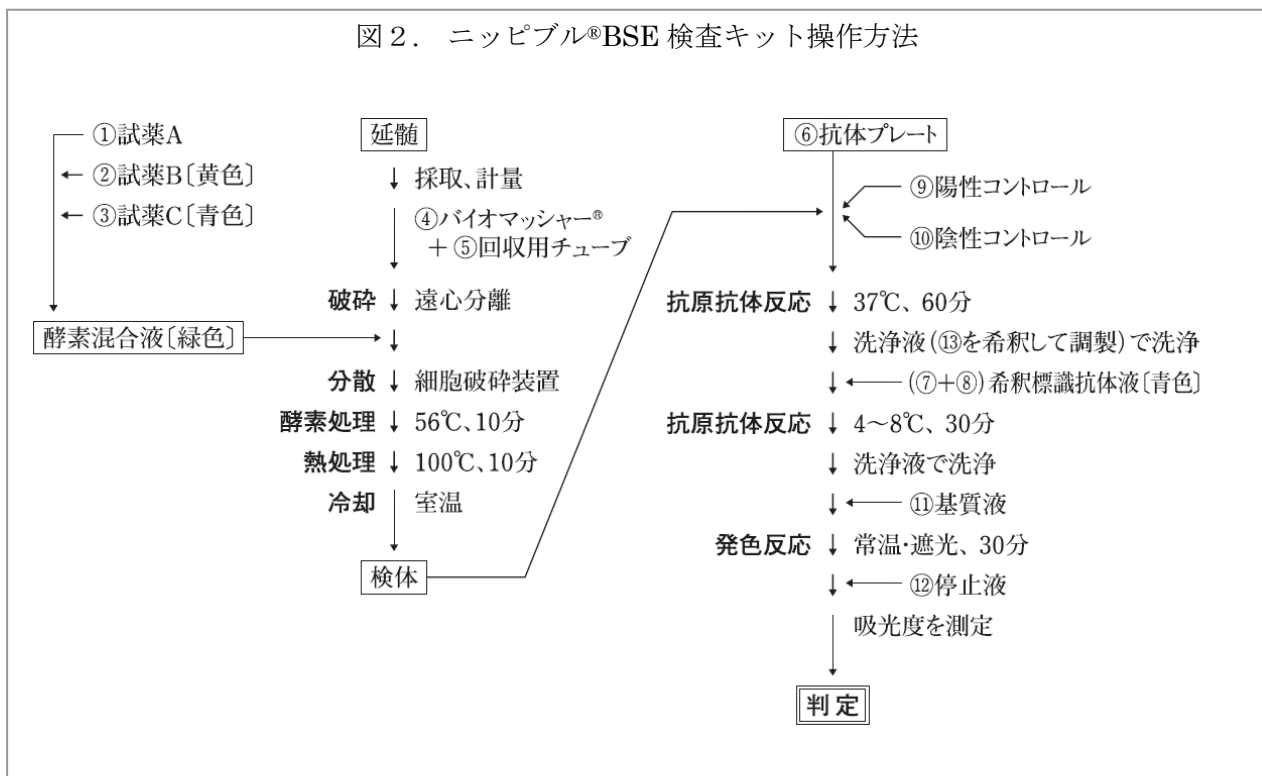 図２． ニッピブル®BSE 検査キット操作方法
①試薬A
②試薬B〔黄色〕
③試薬C〔青色〕
酵素混合液〔緑色〕
延髄
採取、計量
④バイオマッシャー®
＋⑤回収用チューブ
破砕 遠心分離
分散 細胞破砕装置
酵素処理 56℃、10分
熱処理 100℃、10分
冷却 室温
検体
⑥抗体プレート
⑨陽性コントロール
⑩陰性コントロール
抗原抗体反応 37℃、60分
洗浄液(⑬を希釈して調製)で洗浄
(⑦＋⑧)希釈標識抗体液〔青色〕
抗原抗体反応 4〜8℃、30分
洗浄液で洗浄
⑪基質液
発色反応 常温・遮光、30分
⑫停止液
吸光度を測定
判定